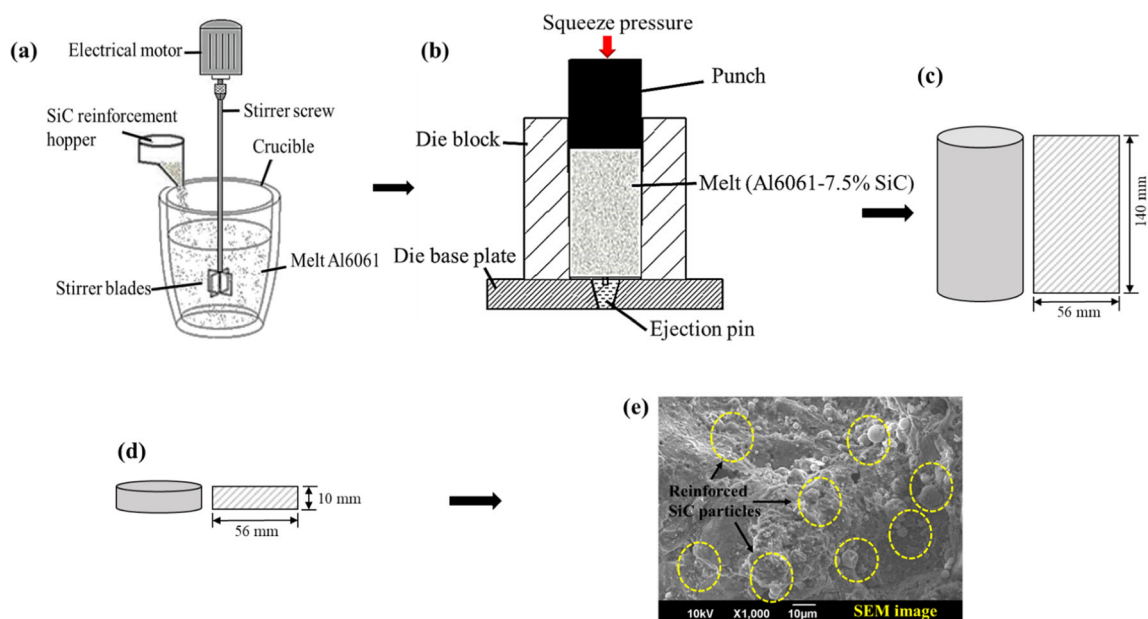 (a)
Electrical motor
SiC reinforcement
hopper
Stirrer screw
Crucible
Melt Al6061
Stirrer blades
(b)
Squeeze pressure
Punch
Die block
Melt (Al6061-7.5% SiC)
Die base plate
Ejection pin
(c)
140 mm
56 mm
(d)
10 mm
56 mm
(e)
Reinforced
SiC particles
10kV X1,000 10µm SEM image